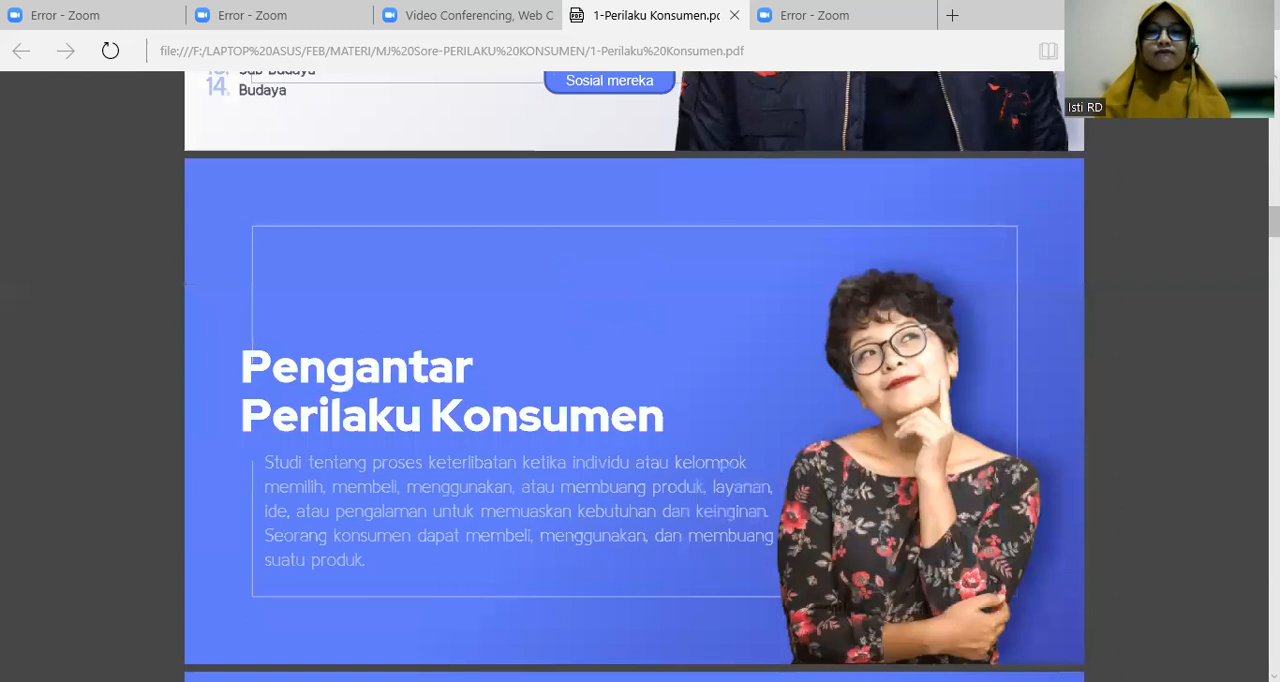 Error - Zoom
Error - Zoom
Video Conferencing, Web C
1-Perilaku Konsumen.pc
Error - Zoom
file:///F:/LAPTOP%20ASUS/FEB/MATERI/MJ%20Sore-PERILAKU%20KONSUMEN/1-Perilaku%20Konsumen.pdf
Isti RD
13. Sub Budaya
14. Budaya
Sosial mereka
Pengantar
Perilaku Konsumen
Studi tentang proses keterlibatan ketika individu atau kelompok
memilih, membeli, menggunakan, atau membuang produk, layanan,
ide, atau pengalaman untuk memuaskan kebutuhan dan keinginan.
Seorang konsumen dapat membeli, menggunakan, dan membuang
suatu produk.